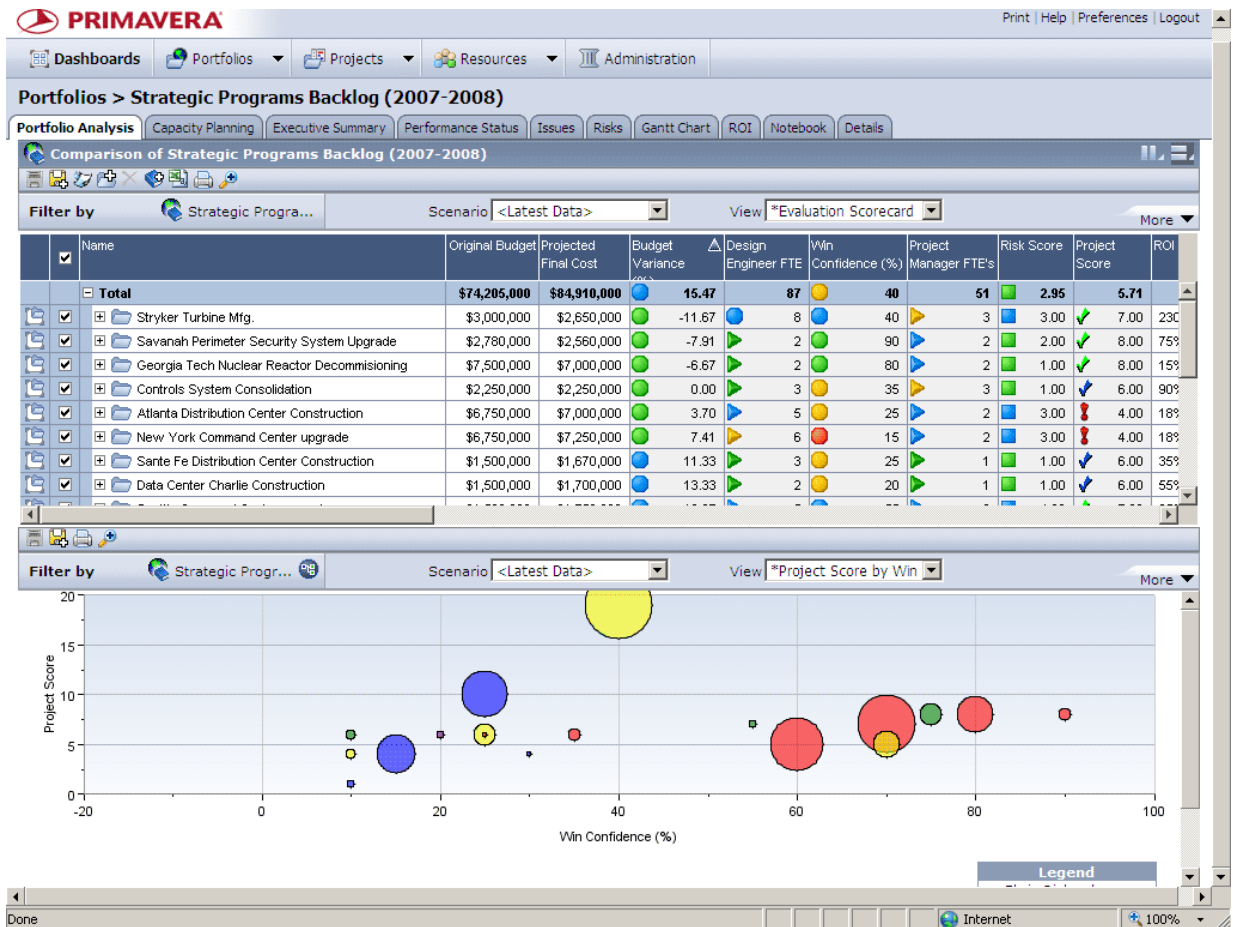 PRIMAVERA
Print | Help | Preferences | Logout
Dashboards Portfolios Projects Resources Administration
Portfolios > Strategic Programs Backlog (2007-2008)
Portfolio Analysis Capacity Planning Executive Summary Performance Status Issues Risks Gantt Chart ROI Notebook Details
Comparison of Strategic Programs Backlog (2007-2008)
Filter by Strategic Progra... Scenario <Latest Data> View *Evaluation Scorecard More
Name Original Budget Projected Budget Design Win Project Risk Score Project ROI
Final Cost Variance Engineer FTE Confidence (%) Manager FTE's Score
Total $74,205,000 $84,910,000 15.47 87 40 51 2.95 5.71
Stryker Turbine Mfg. $3,000,000 $2,650,000 -11.67 8 40 3 3.00 7.00 230
Savanah Perimeter Security System Upgrade $2,780,000 $2,560,000 -7.91 2 90 2 2.00 8.00 75%
Georgia Tech Nuclear Reactor Decommisioning $7,500,000 $7,000,000 -6.67 2 80 2 1.00 8.00 15%
Controls System Consolidation $2,250,000 $2,250,000 0.00 3 35 3 1.00 6.00 90%
Atlanta Distribution Center Construction $6,750,000 $7,000,000 3.70 5 25 2 3.00 4.00 18%
New York Command Center upgrade $6,750,000 $7,250,000 7.41 6 15 2 3.00 4.00 18%
Sante Fe Distribution Center Construction $1,500,000 $1,670,000 11.33 3 25 1 1.00 6.00 35%
Data Center Charlie Construction $1,500,000 $1,700,000 13.33 2 20 1 1.00 6.00 55%
Filter by Strategic Progr... Scenario <Latest Data> View *Project Score by Win More
20
15
10
5
0
Project Score
-20 0 20 40 60 80 100
Win Confidence (%)
Legend
Done Internet 100%